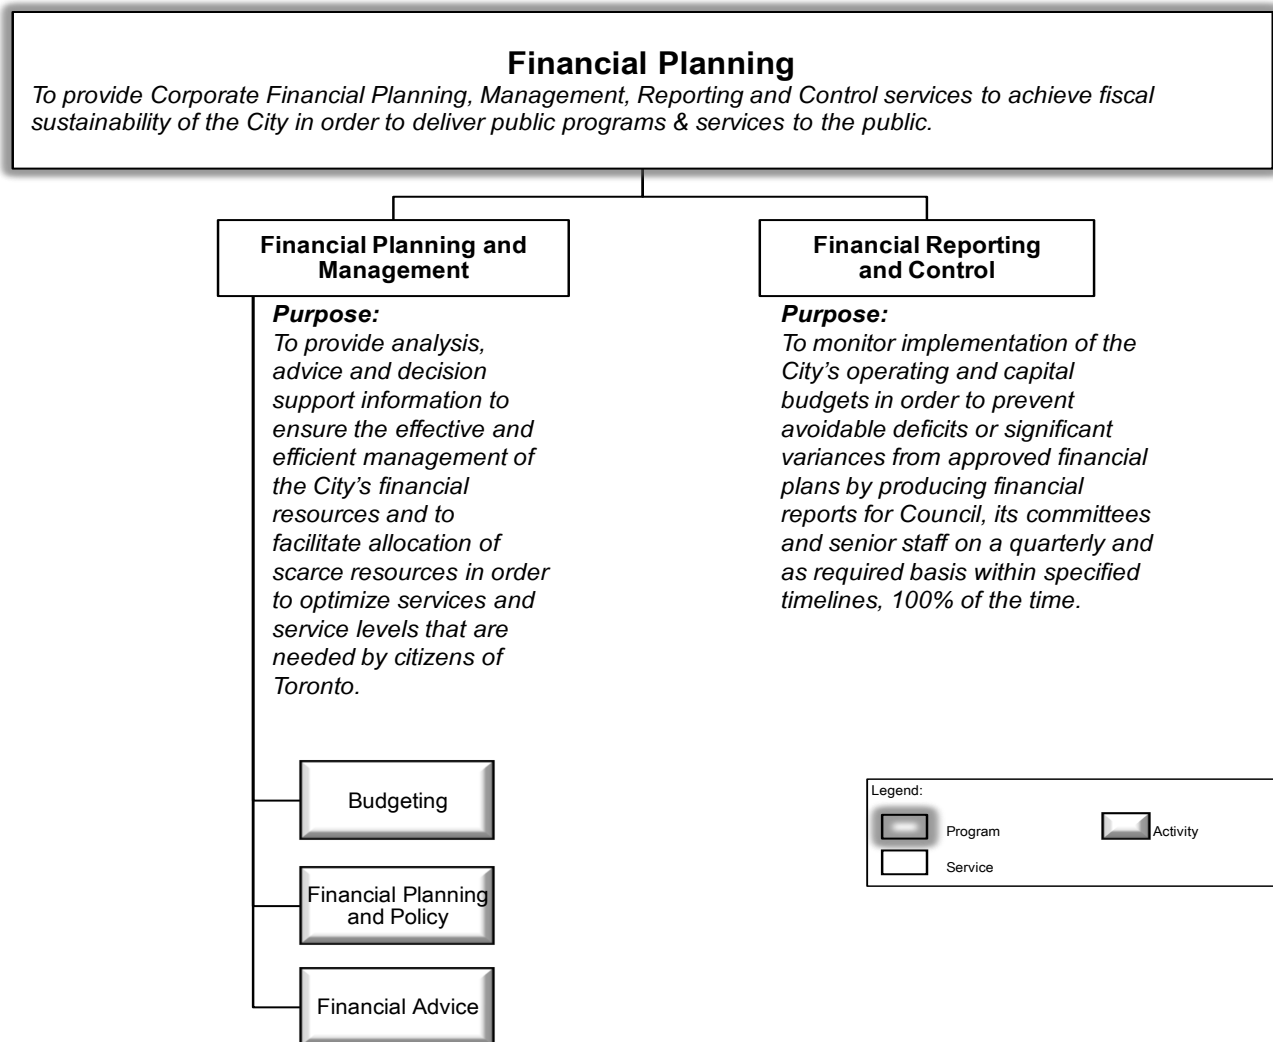 Financial Planning
To provide Corporate Financial Planning, Management, Reporting and Control services to achieve fiscal
sustainability of the City in order to deliver public programs & services to the public.
Financial Planning and
Management
Purpose:
To provide analysis,
advice and decision
support information to
ensure the effective and
efficient management of
the City's financial
resources and to
facilitate allocation of
scarce resources in order
to optimize services and
service levels that are
needed by citizens of
Toronto.
Budgeting
Financial Planning
and Policy
Financial Advice
Financial Reporting
and Control
Purpose:
To monitor implementation of the
City's operating and capital
budgets in order to prevent
avoidable deficits or significant
variances from approved financial
plans by producing financial
reports for Council, its committees
and senior staff on a quarterly and
as required basis within specified
timelines, 100% of the time.
Legend:
Program
Activity
Service